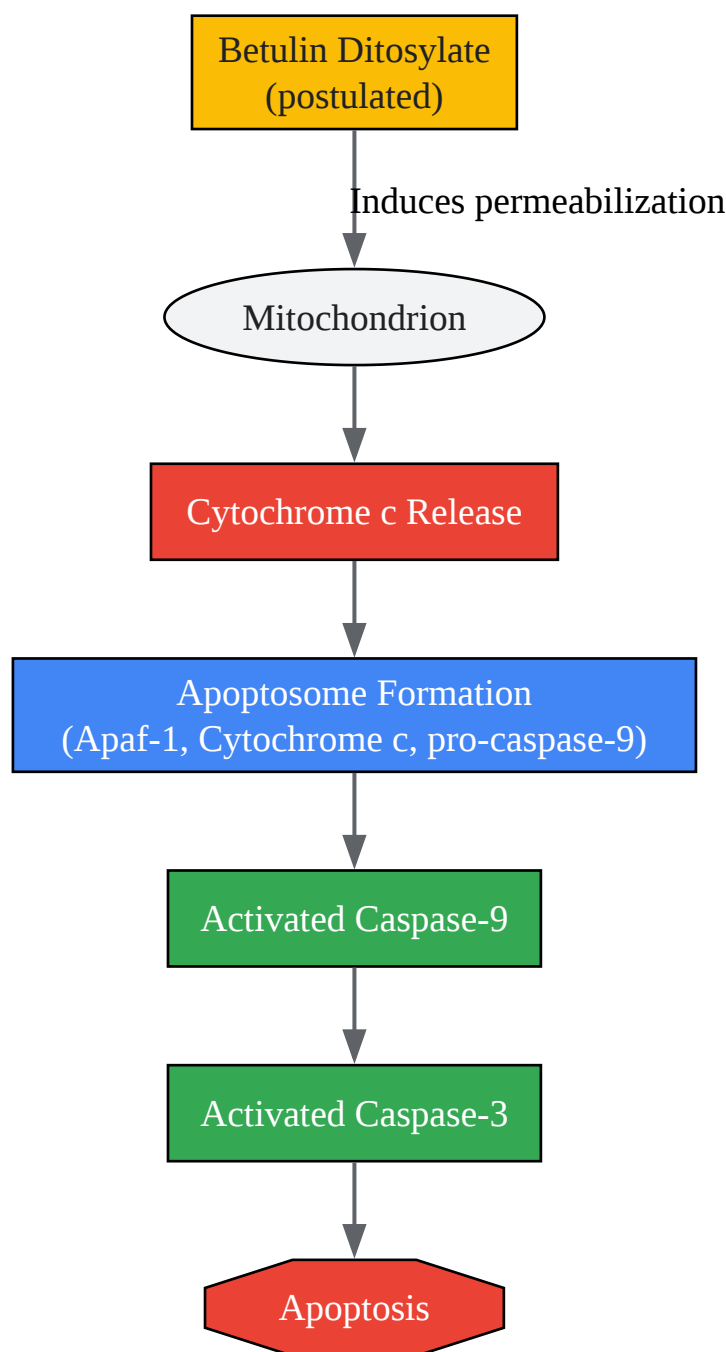 Betulin Ditosylate
(postulated)
Induces permeabilization
Mitochondrion
Cytochrome c Release
Apoptosome Formation
(Apaf-1, Cytochrome c, pro-caspase-9)
Activated Caspase-9
Activated Caspase-3
Apoptosis